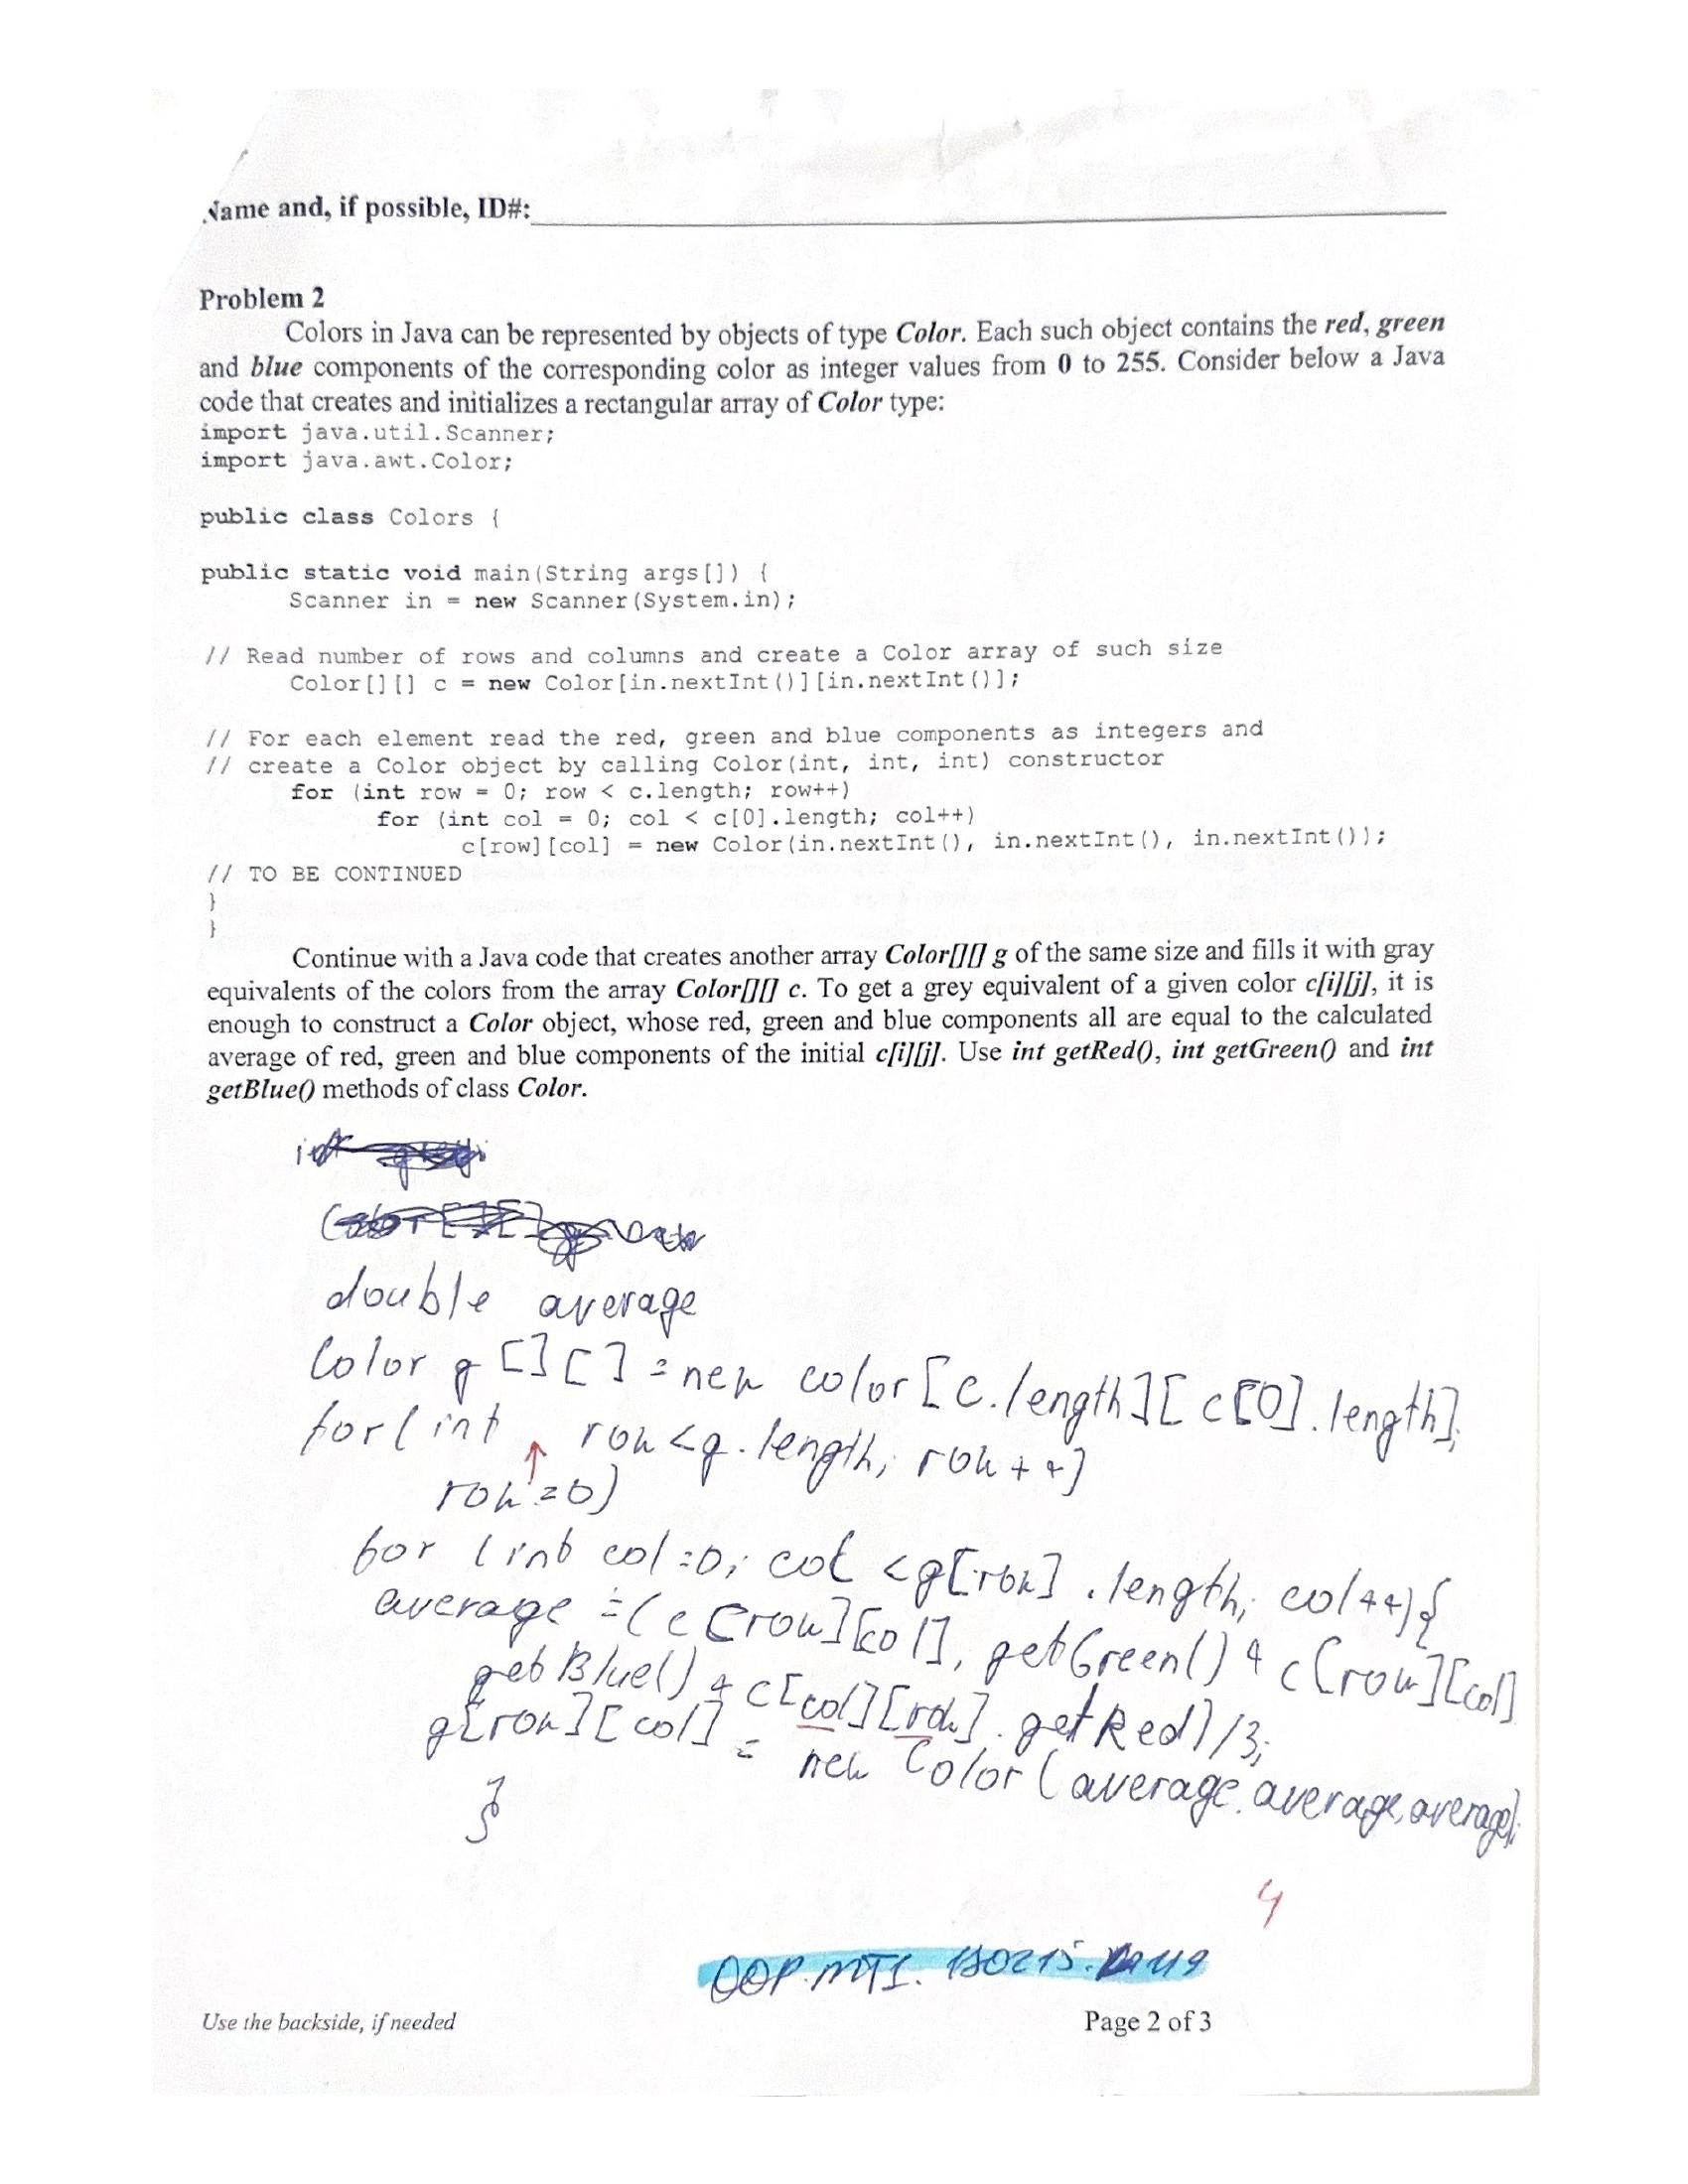 Name and, if possible, ID#:
Problem 2
Colors in Java can be represented by objects of type Color. Each such object contains the red, green
and blue components of the corresponding color as integer values from 0 to 255. Consider below a Java
code that creates and initializes a rectangular array of Color type:
import java.util.Scanner;
import java.awt.Color;
public class Colors {
public static void main(String args[]) {
Scanner in = new Scanner(System.in);
// Read number of rows and columns and create a Color array of such size
Color[][] c = new Color[in.nextInt()][in.nextInt()];
// For each element read the red, green and blue components as integers and
// create a Color object by calling Color(int, int, int) constructor
for (int row = 0; row < c.length; row++)
for (int col = 0; col < c[0].length; col++)
c[row][col] = new Color(in.nextInt(), in.nextInt(), in.nextInt());
// TO BE CONTINUED
}
}
Continue with a Java code that creates another array Color[][] g of the same size and fills it with gray
equivalents of the colors from the array Color[][] c. To get a grey equivalent of a given color c[i][j], it is
enough to construct a Color object, whose red, green and blue components all are equal to the calculated
average of red, green and blue components of the initial c[i][j]. Use int getRed(), int getGreen() and int
getBlue() methods of class Color.
double average
Color g [][] = new color [c.length][c[0].length];
for(int ↑ row<g.length; row++)
row=0)
for (int col=0; col <g[row].length; col++){
average =(c[row][col].getGreen()+c[row][col]
getBlue()+c[col][row].getRed)/3;
g[row][col] = new Color(average,average,average);
}
4
OOP.MT1.150215.
Use the backside, if needed
Page 2 of 3